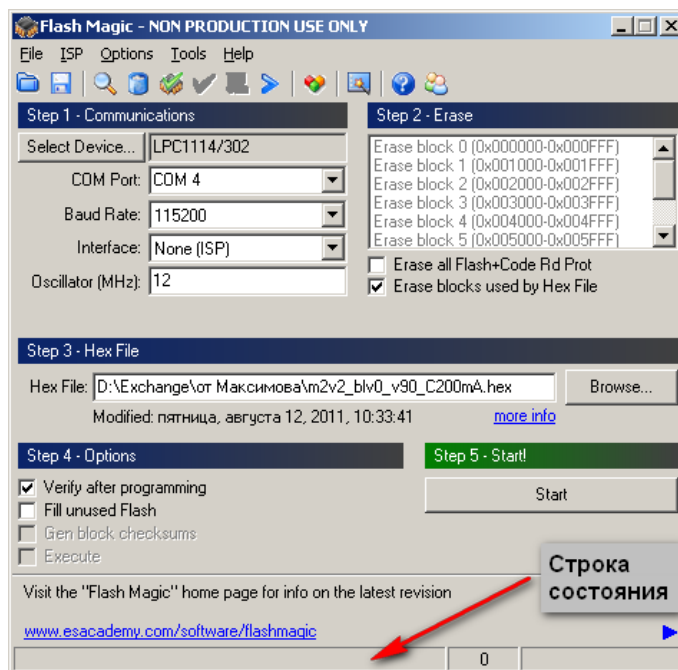 Flash Magic - NON PRODUCTION USE ONLY
File ISP Options Tools Help
Step 1 - Communications
Step 2 - Erase
Select Device... LPC1114/302
COM Port: COM 4
Baud Rate: 115200
Interface: None (ISP)
Oscillator (MHz): 12
Erase block 0 (0x000000-0x000FFF)
Erase block 1 (0x001000-0x001FFF)
Erase block 2 (0x002000-0x002FFF)
Erase block 3 (0x003000-0x003FFF)
Erase block 4 (0x004000-0x004FFF)
Erase block 5 (0x005000-0x005FFF)
Erase all Flash+Code Rd Prot
Erase blocks used by Hex File
Step 3 - Hex File
Hex File: D:\Exchange\от Максимова\m2v2_blv0_v90_C200mA.hex Browse...
Modified: пятница, августа 12, 2011, 10:33:41 more info
Step 4 - Options
Step 5 - Start!
Verify after programming
Fill unused Flash
Gen block checksums
Execute
Start
Строка
состояния
Visit the "Flash Magic" home page for info on the latest revision
www.esacademy.com/software/flashmagic
0